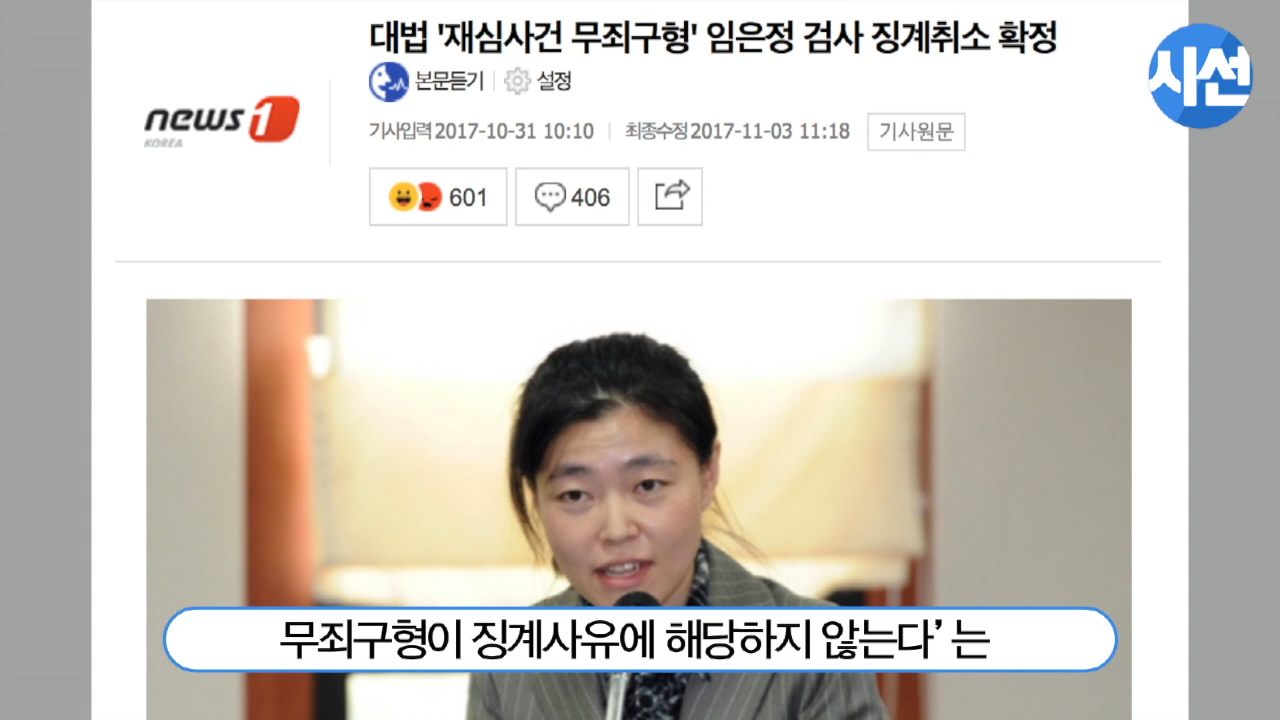 대법 '재심사건 무죄구형' 임은정 검사 징계취소 확정
시선
본문듣기 | 설정
news1
KOREA
기사입력 2017-10-31 10:10 | 최종수정 2017-11-03 11:18 기사원문
601 406
무죄구형이 징계사유에 해당하지 않는다’ 는